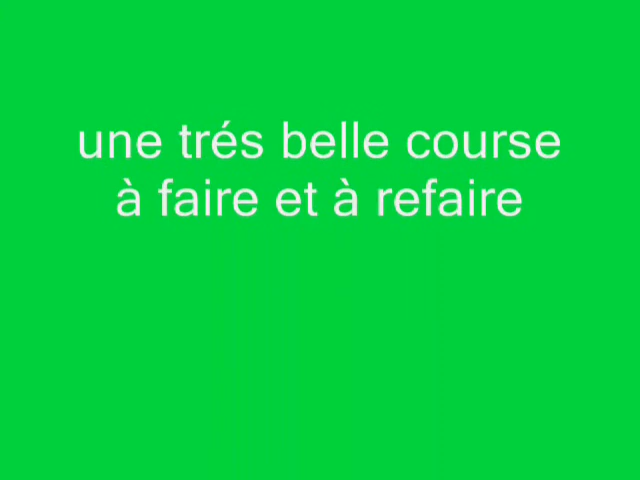 une trés belle course
à faire et à refaire